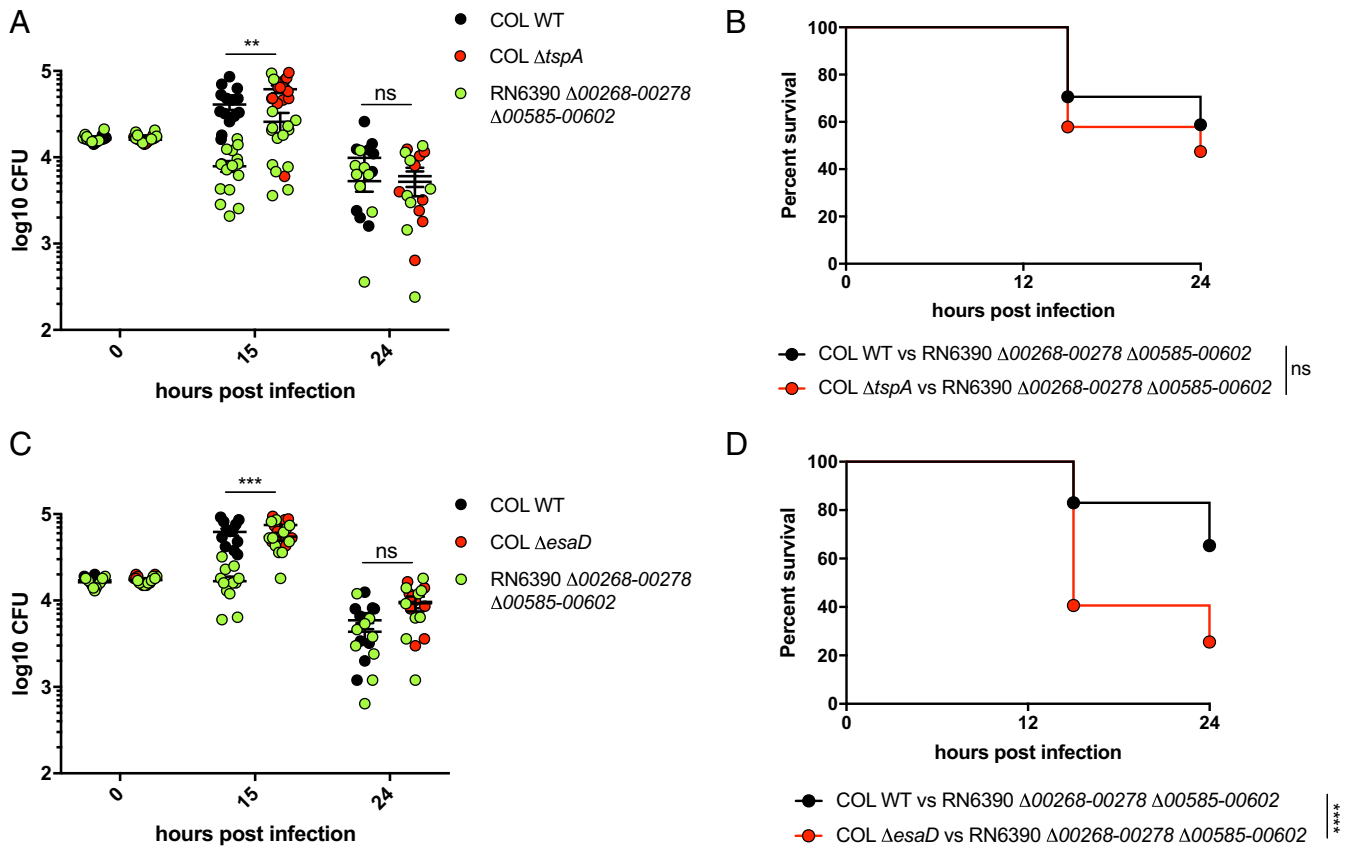 A
COL WT
COL ΔtspA
RN6390 Δ00268-00278
Δ00585-00602
**
ns
5
4
3
2
log10 CFU
0
15
24
hours post infection
B
100
80
60
40
20
0
Percent survival
0
12
24
hours post infection
COL WT vs RN6390 Δ00268-00278 Δ00585-00602
COL ΔtspA vs RN6390 Δ00268-00278 Δ00585-00602
ns
C
COL WT
COL ΔesaD
RN6390 Δ00268-00278
Δ00585-00602
***
ns
5
4
3
2
log10 CFU
0
15
24
hours post infection
D
100
80
60
40
20
0
Percent survival
0
12
24
hours post infection
COL WT vs RN6390 Δ00268-00278 Δ00585-00602
COL ΔesaD vs RN6390 Δ00268-00278 Δ00585-00602
****